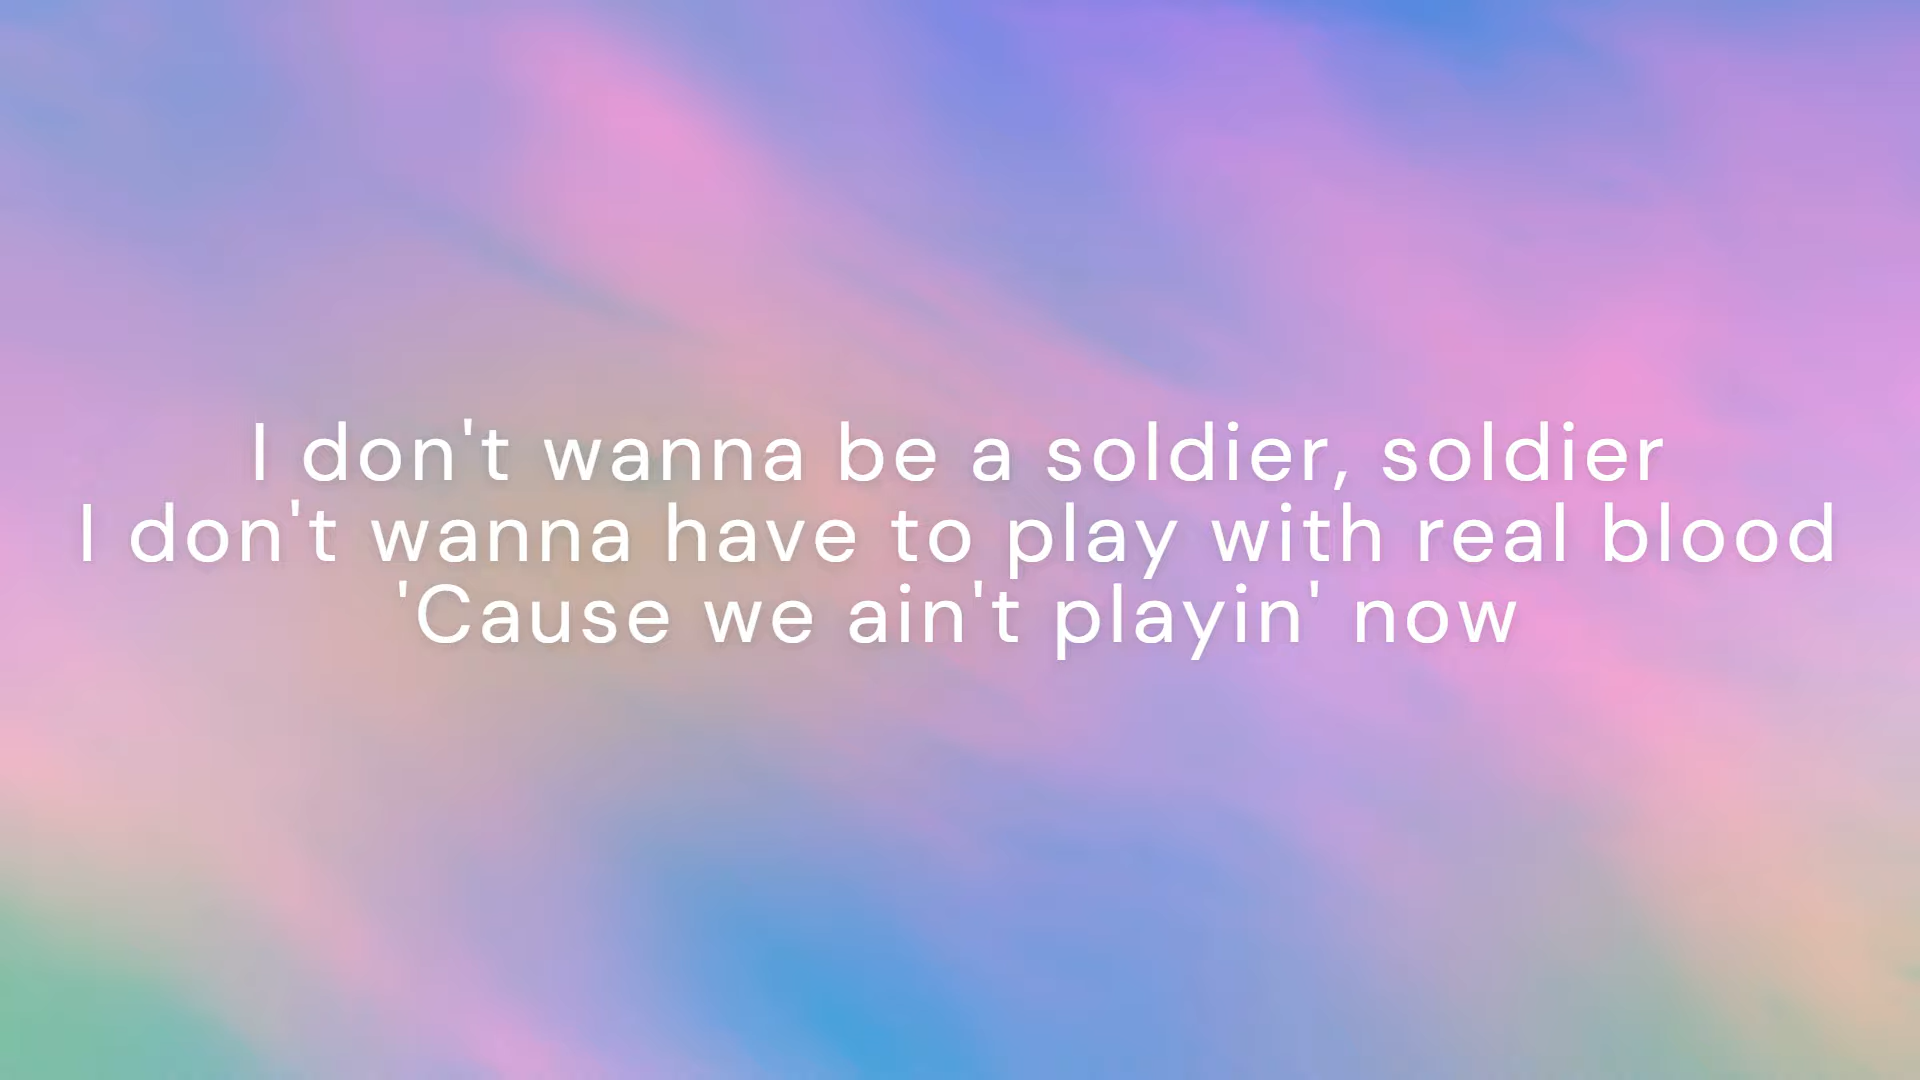 I don't wanna be a soldier, soldier
I don't wanna have to play with real blood
'Cause we ain't playin' now